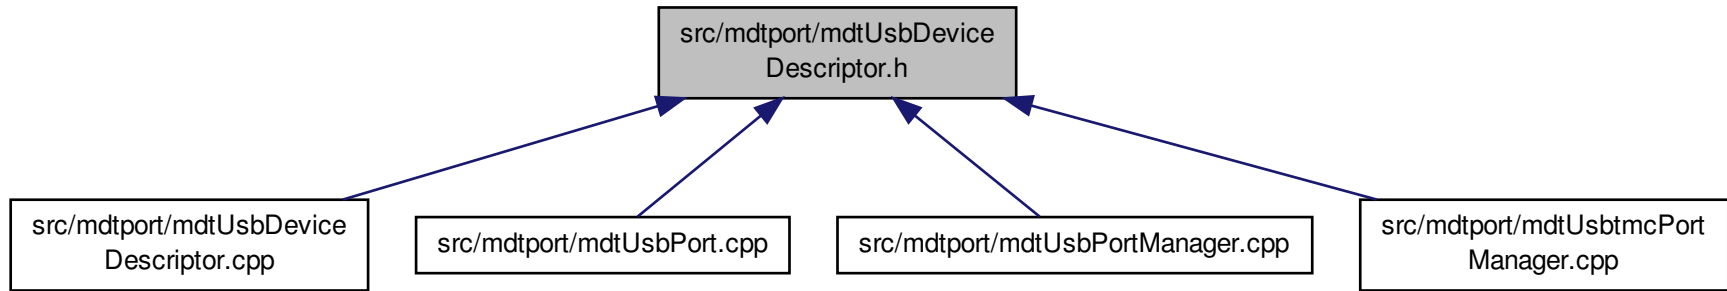 src/mdtport/mdtUsbDevice
Descriptor.h
src/mdtport/mdtUsbDevice
Descriptor.cpp
src/mdtport/mdtUsbPort.cpp
src/mdtport/mdtUsbPortManager.cpp
src/mdtport/mdtUsbtmcPort
Manager.cpp